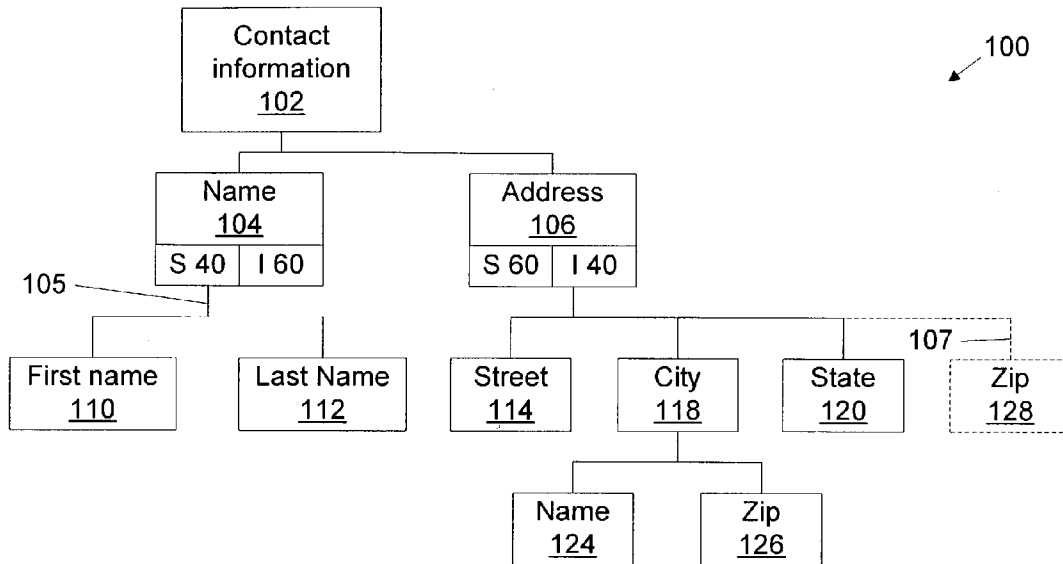 Contact
information
102
100
Name
104
Address
106
S 40
I 60
S 60
I 40
105
107
First name
110
Last Name
112
Street
114
City
118
State
120
Zip
128
Name
124
Zip
126